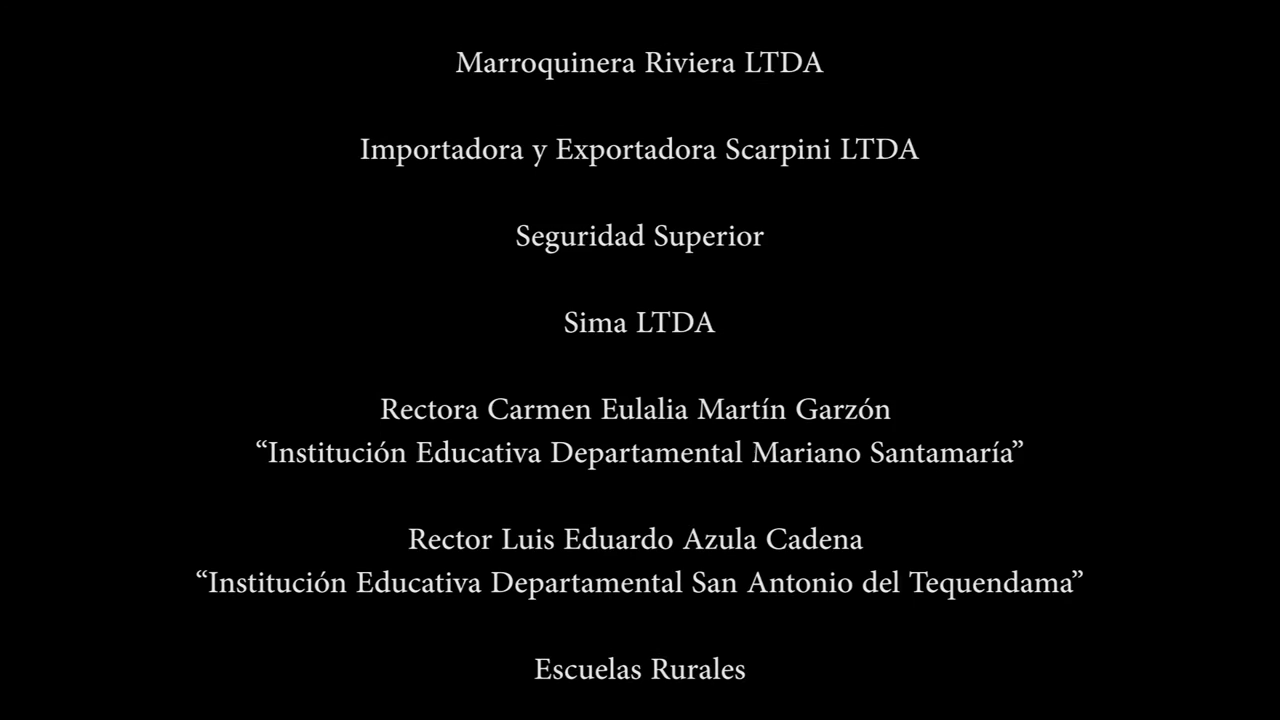 Marroquinera Riviera LTDA
Importadora y Exportadora Scarpini LTDA
Seguridad Superior
Sima LTDA
Rectora Carmen Eulalia Martín Garzón
“Institución Educativa Departamental Mariano Santamaría”
Rector Luis Eduardo Azula Cadena
“Institución Educativa Departamental San Antonio del Tequendama”
Escuelas Rurales